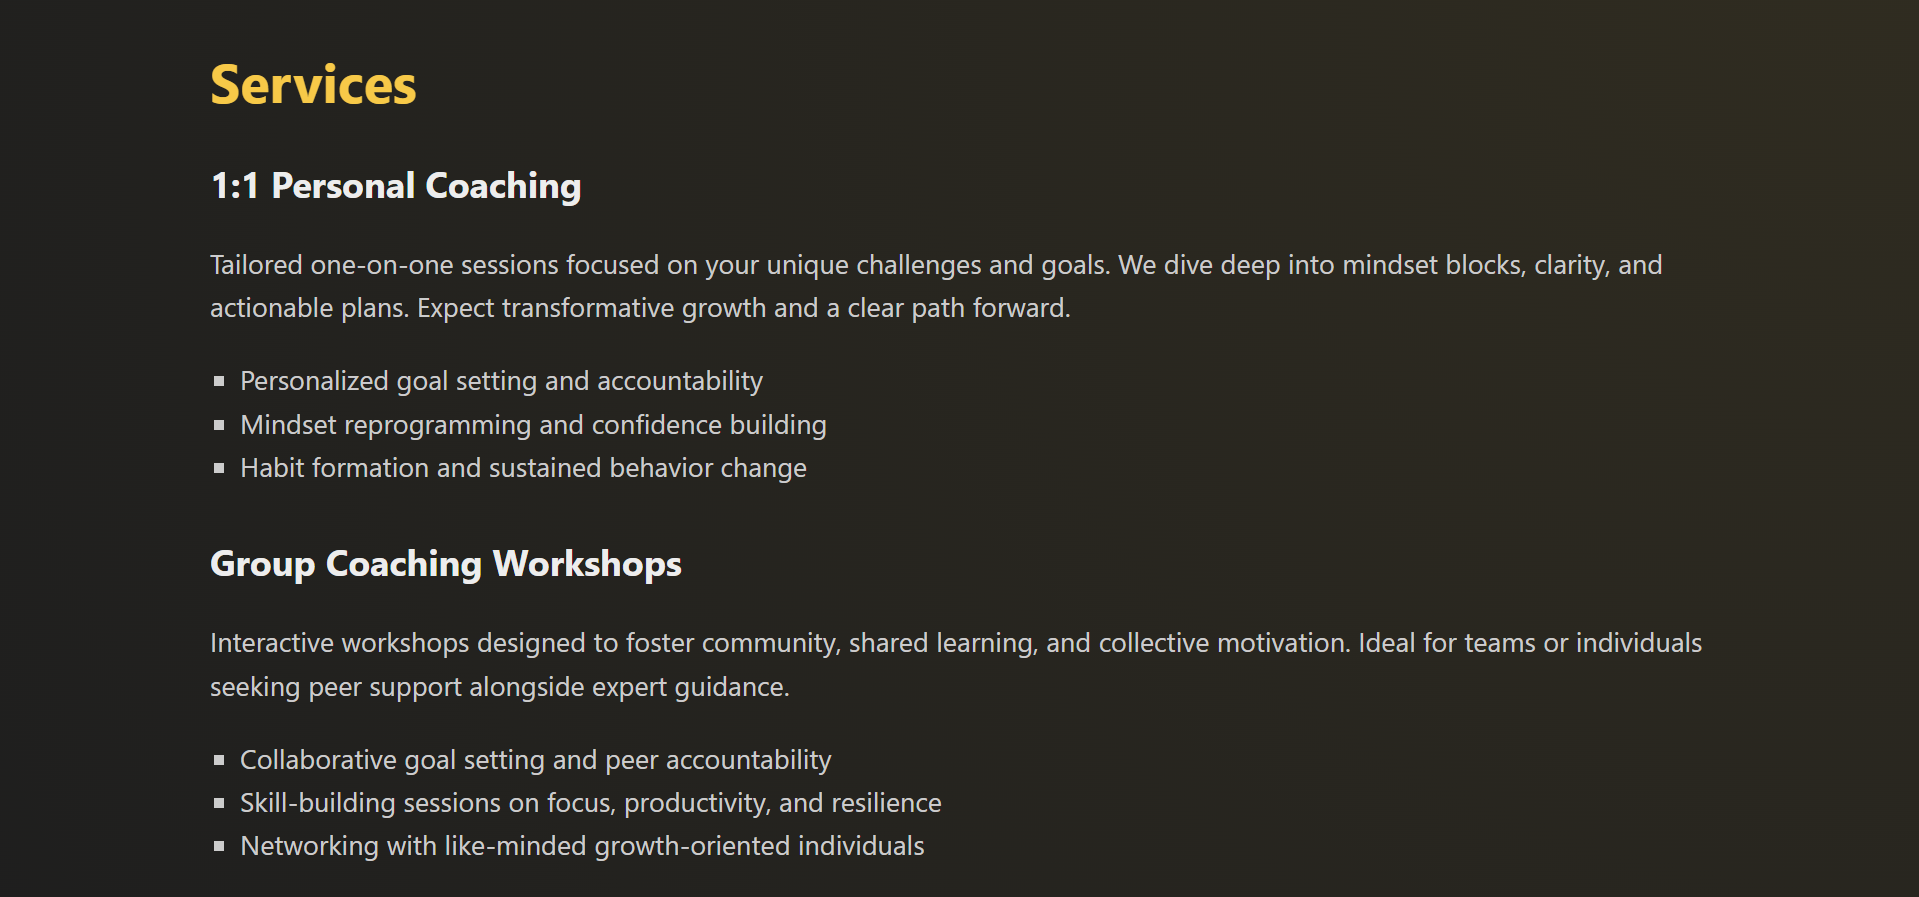 Services
1:1 Personal Coaching
Tailored one-on-one sessions focused on your unique challenges and goals. We dive deep into mindset blocks, clarity, and
actionable plans. Expect transformative growth and a clear path forward.
Personalized goal setting and accountability
Mindset reprogramming and confidence building
Habit formation and sustained behavior change
Group Coaching Workshops
Interactive workshops designed to foster community, shared learning, and collective motivation. Ideal for teams or individuals
seeking peer support alongside expert guidance.
Collaborative goal setting and peer accountability
Skill-building sessions on focus, productivity, and resilience
Networking with like-minded growth-oriented individuals